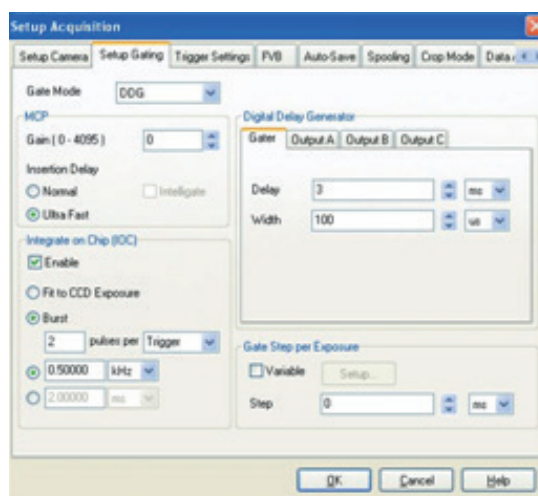 Setup Acquisition
Setup Camera Setup Gating Trigger Settings FVB Auto-Save Spooling Crop Mode Data
Gate Mode DDG
MCP
Gain ( 0 - 4095 ) 0
Insertion Delay
Normal Intelligate
Ultra Fast
Integrate on Chip (IOC)
Enable
Fit to CCD Exposure
Burst
2 pulses per Trigger
0.50000 kHz
2.00000 ms
Digital Delay Generator
Gater Output A Output B Output C
Delay 3 ms
Width 100 us
Gate Step per Exposure
Variable Setup...
Step 0 ms
OK Cancel Help